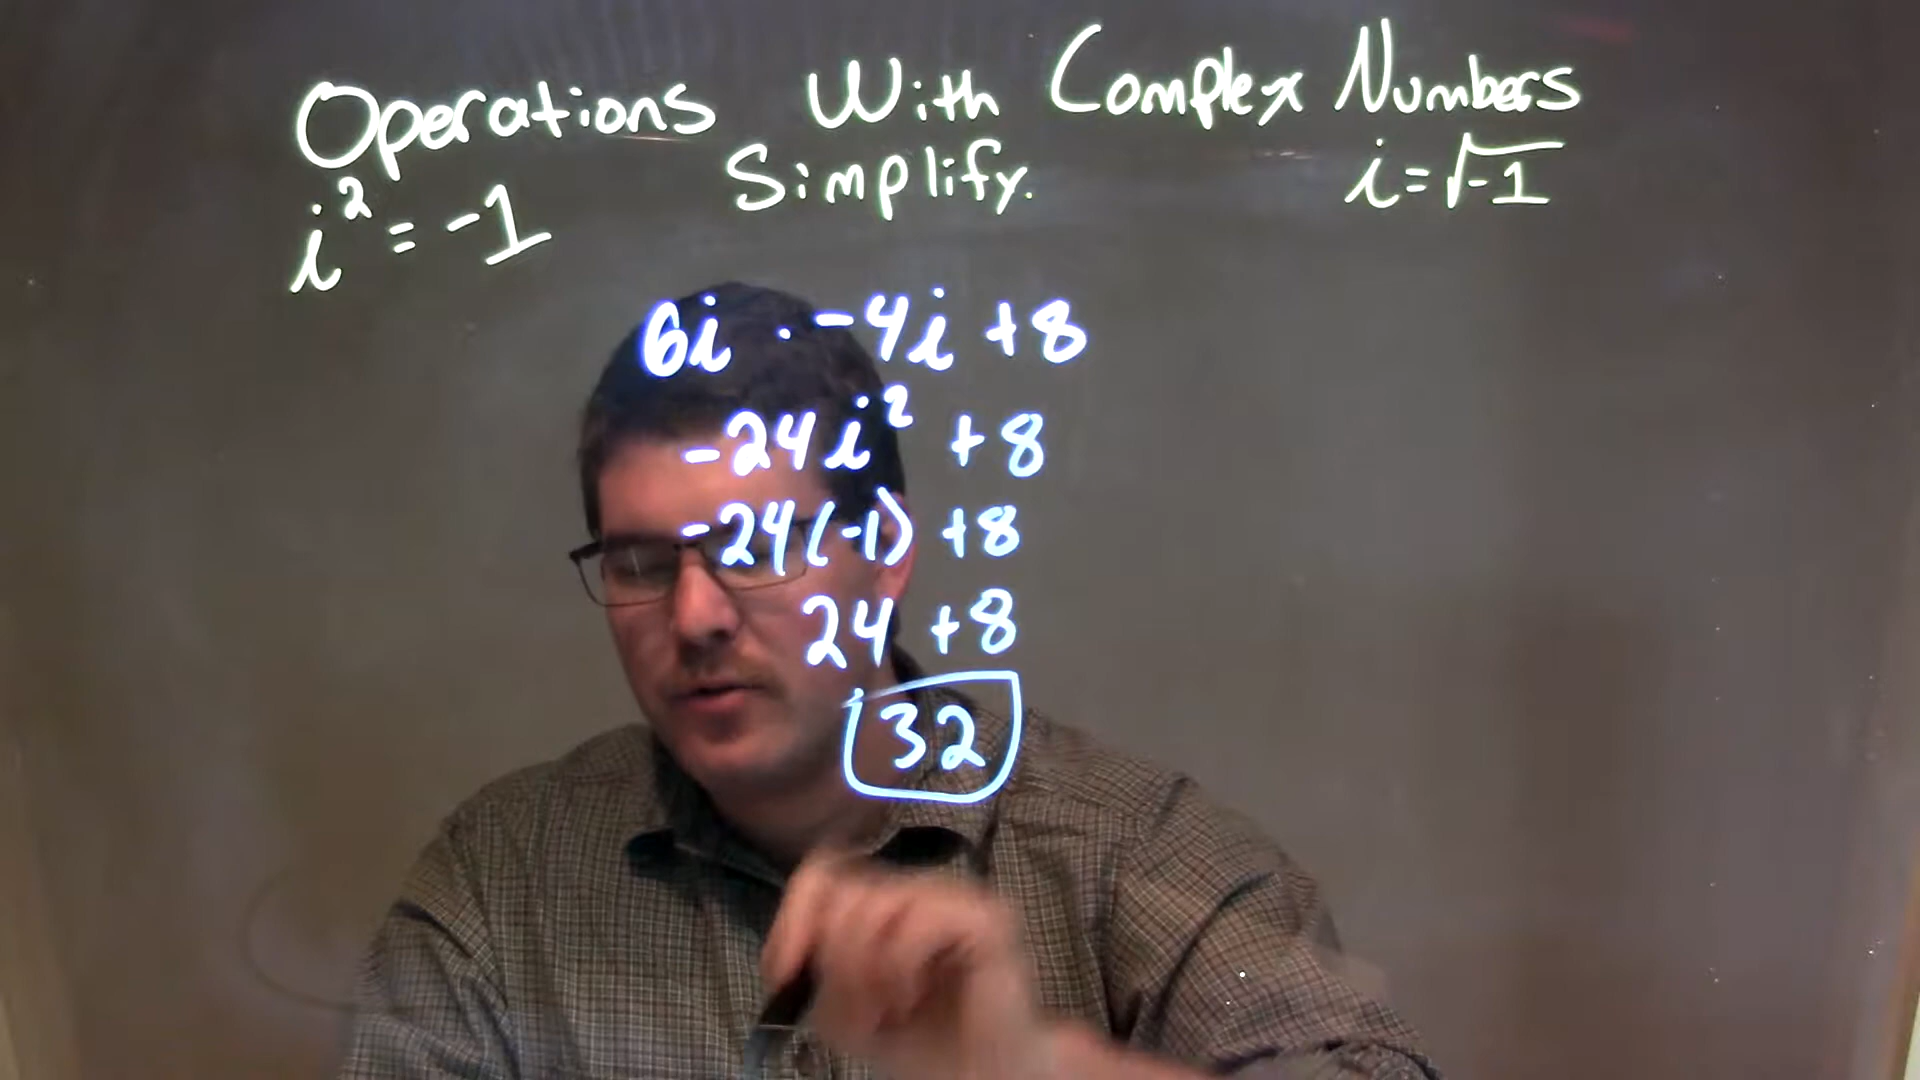 Operations With Complex Numbers
Simplify.
i = √-1
i² = -1
6i · -4i +8
-24i² +8
-24(-1) +8
24 +8
32